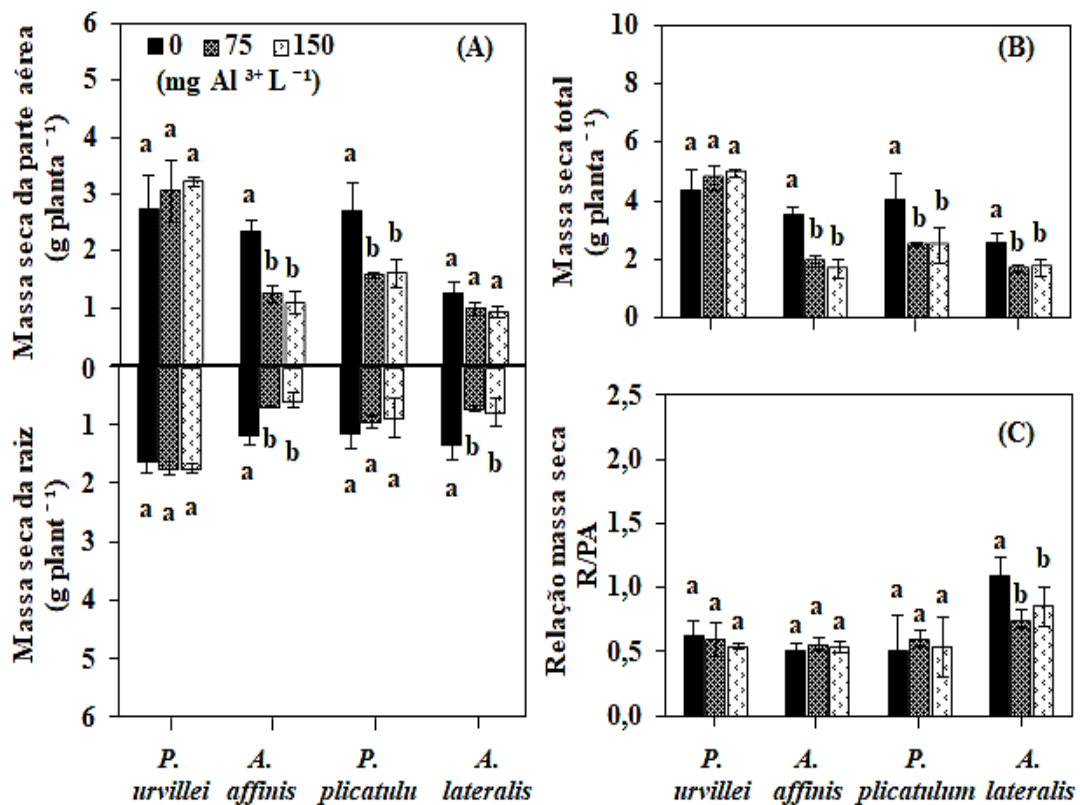 Massa seca da parte aérea
(g planta ⁻¹)
Massa seca da raiz
(g plant ⁻¹)
6
5
4
3
2
1
0
1
2
3
4
5
6
0 75 150
(mg Al ³⁺ L ⁻¹)
(A)
a a a
a b b
a b b
a a a
a a a
a b b
a a a
a b b
P. urvillei
A. affinis
P. plicatulu
A. lateralis
Massa seca total
(g planta ⁻¹)
10
8
6
4
2
0
(B)
a a a
a b b
a b b
a b b
Relação massa seca
R/PA
2,5
2,0
1,5
1,0
0,5
0,0
(C)
a a a
a a a
a a a
a b b
P. urvillei
A. affinis
P. plicatulum
A. lateralis